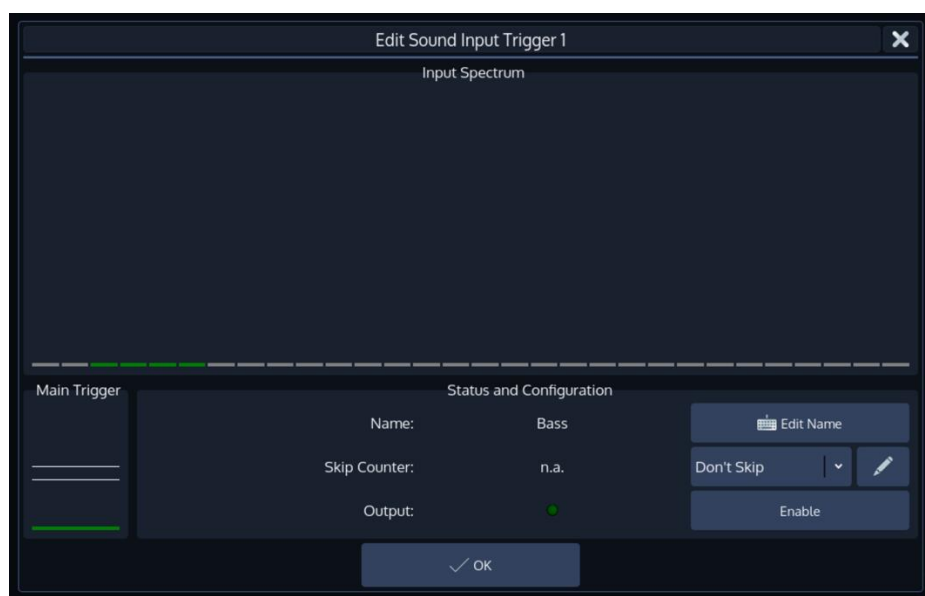 Edit Sound Input Trigger 1
Input Spectrum
Main Trigger
Status and Configuration
Name: Bass Edit Name
Skip Counter: n.a. Don't Skip
Output: Enable
OK